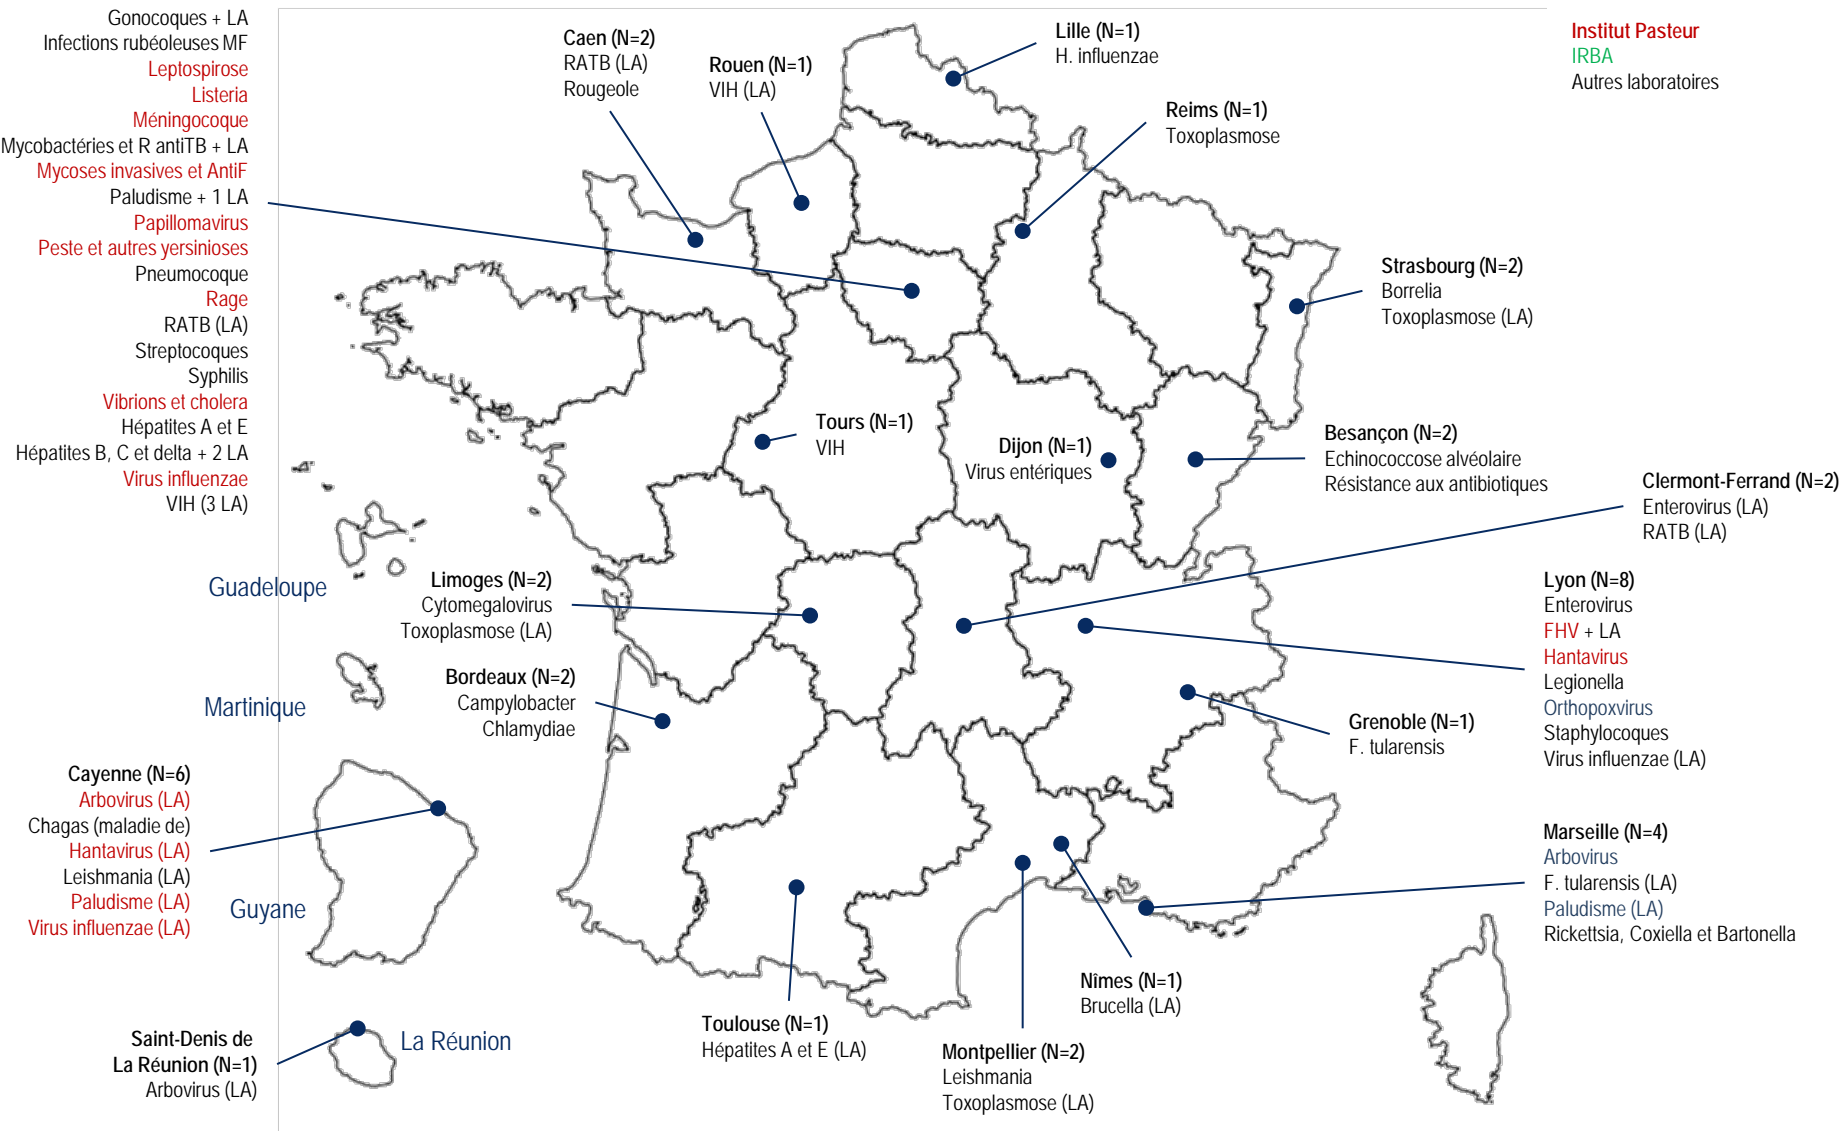 Gonocoques + LA
Infections rubéoleuses MF
Leptospirose
Listeria
Méningocoque
Mycobactéries et R antiTB + LA
Mycoses invasives et AntiF
Paludisme + 1 LA
Papillomavirus
Peste et autres yersinioses
Pneumocoque
Rage
RATB (LA)
Streptocoques
Syphilis
Vibrions et cholera
Hépatites A et E
Hépatites B, C et delta + 2 LA
Virus influenzae
VIH (3 LA)
Caen (N=2)
RATB (LA)
Rougeole
Rouen (N=1)
VIH (LA)
Lille (N=1)
H. influenzae
Reims (N=1)
Toxoplasmose
Institut Pasteur
IRBA
Autres laboratoires
Strasbourg (N=2)
Borrelia
Toxoplasmose (LA)
Tours (N=1)
VIH
Dijon (N=1)
Virus entériques
Besançon (N=2)
Echinococcose alvéolaire
Résistance aux antibiotiques
Clermont-Ferrand (N=2)
Enterovirus (LA)
RATB (LA)
Guadeloupe
Limoges (N=2)
Cytomegalovirus
Toxoplasmose (LA)
Lyon (N=8)
Enterovirus
FHV + LA
Hantavirus
Legionella
Orthopoxvirus
Staphylocoques
Virus influenzae (LA)
Martinique
Bordeaux (N=2)
Campylobacter
Chlamydiae
Grenoble (N=1)
F. tularensis
Cayenne (N=6)
Arbovirus (LA)
Chagas (maladie de)
Hantavirus (LA)
Leishmania (LA)
Paludisme (LA)
Virus influenzae (LA)
Guyane
Marseille (N=4)
Arbovirus
F. tularensis (LA)
Paludisme (LA)
Rickettsia, Coxiella et Bartonella
Nîmes (N=1)
Brucella (LA)
Toulouse (N=1)
Hépatites A et E (LA)
Montpellier (N=2)
Leishmania
Toxoplasmose (LA)
Saint-Denis de
La Réunion (N=1)
Arbovirus (LA)
La Réunion